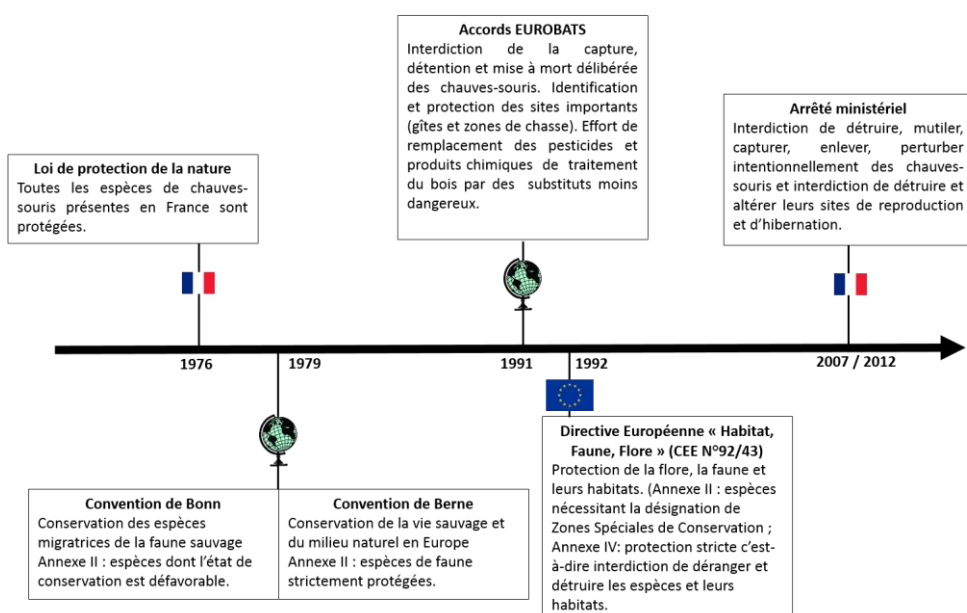 Accords EUROBATS
Interdiction de la capture,
détention et mise à mort délibérée
des chauves-souris. Identification
et protection des sites importants
(gîtes et zones de chasse). Effort de
remplacement des pesticides et
produits chimiques de traitement
du bois par des substituts moins
dangereux.
Arrêté ministériel
Interdiction de détruire, mutiler,
capturer, enlever, perturber
intentionnellement des chauves-
souris et interdiction de détruire et
altérer leurs sites de reproduction
et d'hibernation.
Loi de protection de la nature
Toutes les espèces de chauves-
souris présentes en France sont
protégées.
1976
1979
1991
1992
2007 / 2012
Convention de Bonn
Conservation des espèces
migratrices de la faune sauvage
Annexe II : espèces dont l'état de
conservation est défavorable.
Convention de Berne
Conservation de la vie sauvage et
du milieu naturel en Europe
Annexe II : espèces de faune
strictement protégées.
Directive Européenne « Habitat,
Faune, Flore » (CEE N°92/43)
Protection de la flore, la faune et
leurs habitats. (Annexe II : espèces
nécessitant la désignation de
Zones Spéciales de Conservation ;
Annexe IV: protection stricte c'est-
à-dire interdiction de déranger et
détruire les espèces et leurs
habitats.